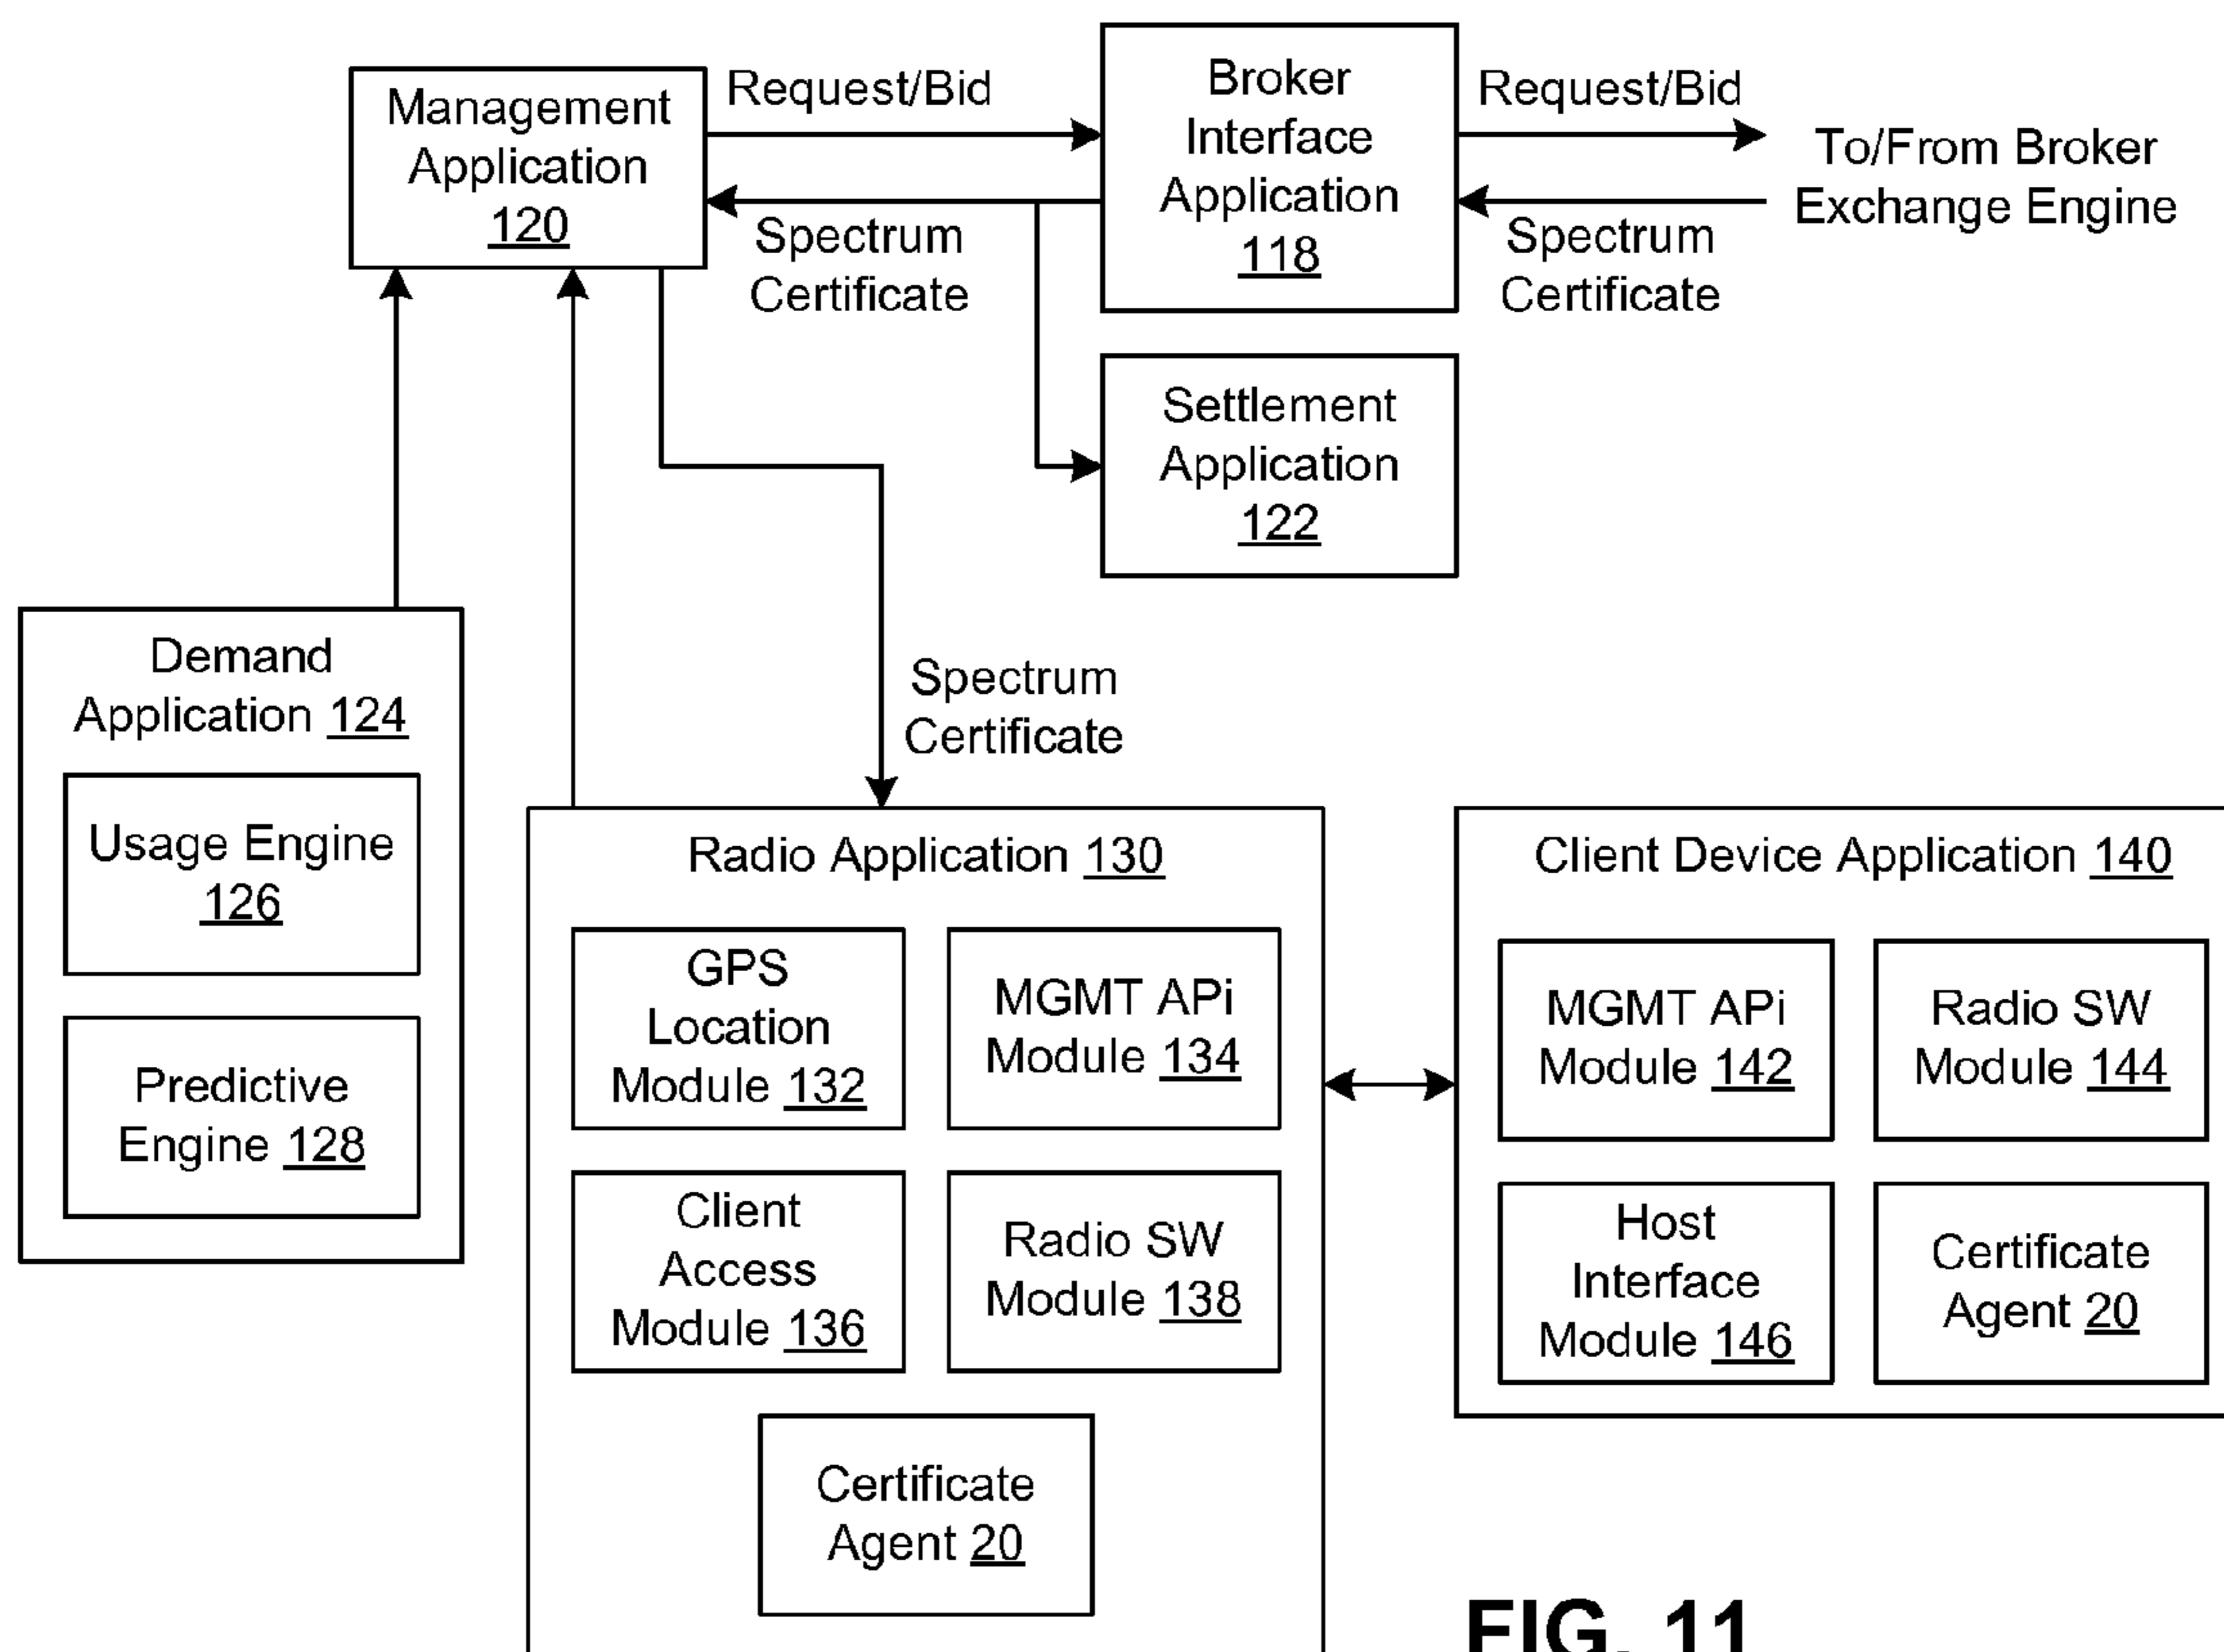 Management
Application
120
Request/Bid
Broker
Interface
Application
118
Request/Bid
To/From Broker
Exchange Engine
Spectrum
Certificate
Spectrum
Certificate
Settlement
Application
122
Demand
Application 124
Usage Engine
126
Predictive
Engine 128
Spectrum
Certificate
Radio Application 130
GPS
Location
Module 132
MGMT APi
Module 134
Client
Access
Module 136
Radio SW
Module 138
Certificate
Agent 20
Client Device Application 140
MGMT APi
Module 142
Radio SW
Module 144
Host
Interface
Module 146
Certificate
Agent 20
FIG. 11